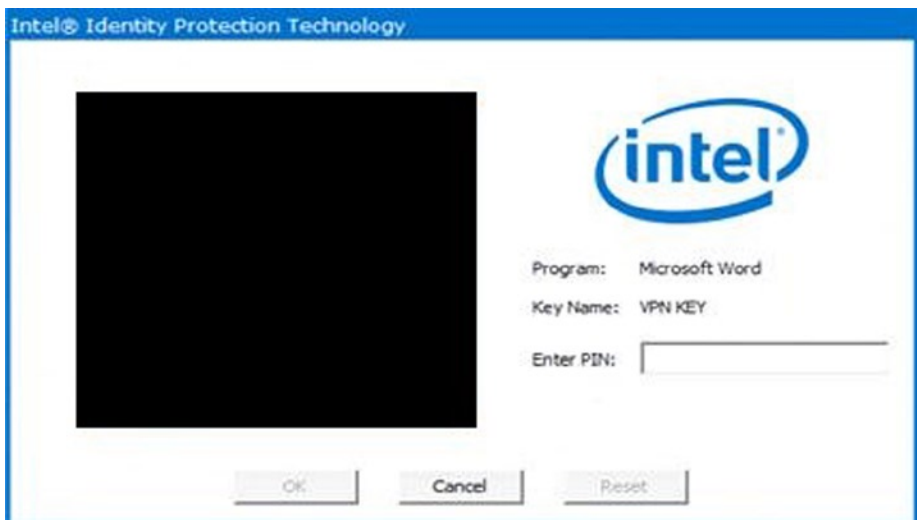 Intel® Identity Protection Technology
intel
Program: Microsoft Word
Key Name: VPN KEY
Enter PIN:
OK Cancel Reset